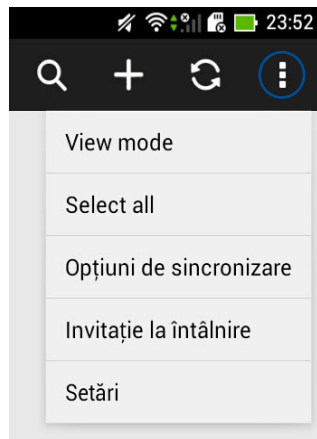 23:52
View mode
Select all
Opțiuni de sincronizare
Invitație la întâlnire
Setări